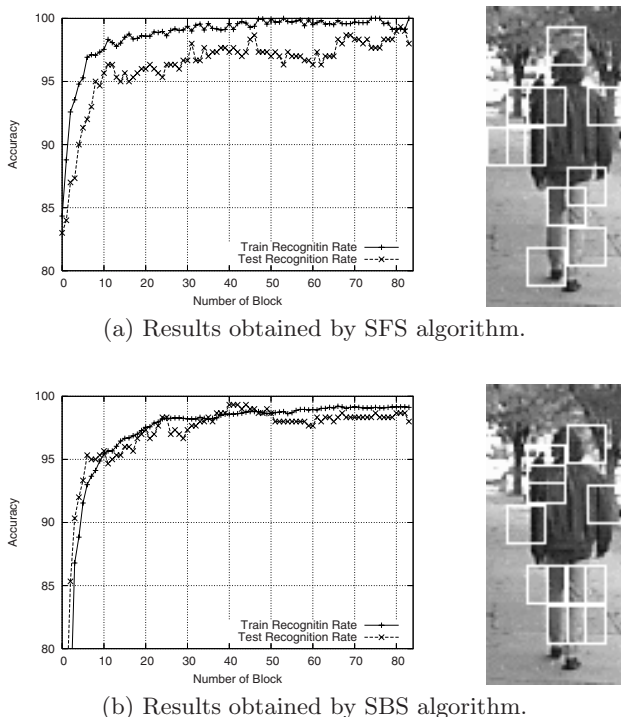 100
95
90
85
80
Accuracy
Train Recognitin Rate
Test Recognition Rate
0 10 20 30 40 50 60 70 80
Number of Block
(a) Results obtained by SFS algorithm.
100
95
90
85
80
Accuracy
Train Recognitin Rate
Test Recognition Rate
0 10 20 30 40 50 60 70 80
Number of Block
(b) Results obtained by SBS algorithm.